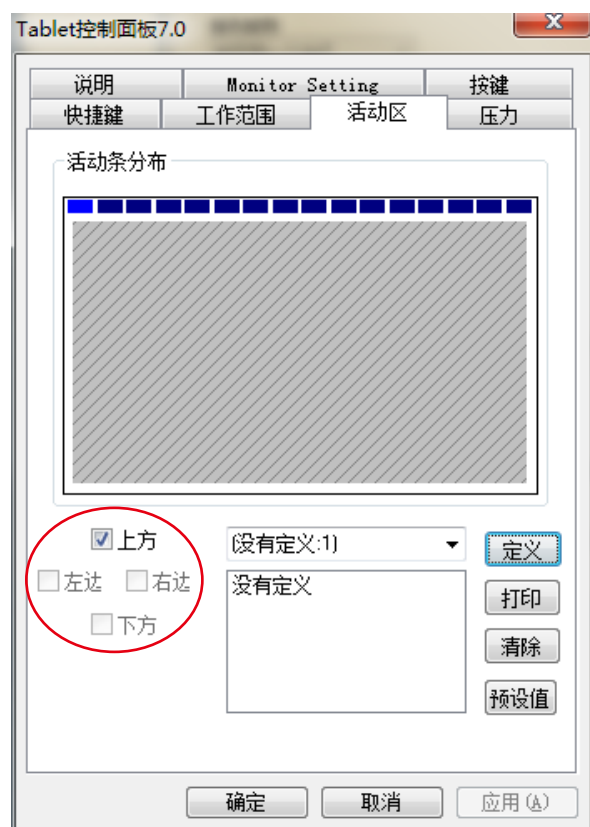 Tablet控制面板7.0
说明 Monitor Setting 按键
快捷鍵 工作范围 活动区 压力
活动条分布
上方
左边 右边
下方
(没有定义:1)
没有定义
定义
打印
清除
预设值
确定 取消 应用(A)